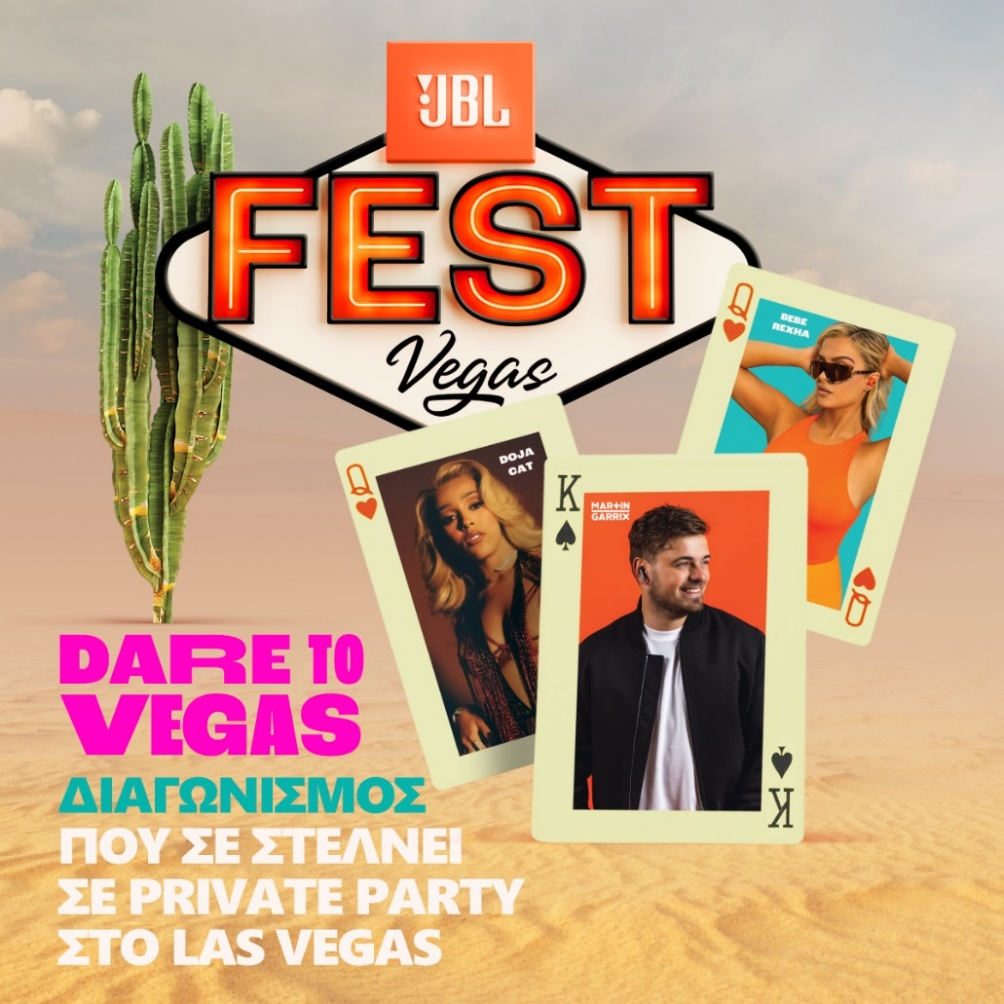 JBL
FEST
Vegas
Q
BEBE
REXHA
Q
Q
DOJA
CAT
K
MARTIN
GARRIX
K
DARE TO
VEGAS
ΔΙΑΓΩΝΙΣΜΟΣ
ΠΟΥ ΣΕ ΣΤΕΛΝΕΙ
ΣΕ PRIVATE PARTY
ΣΤΟ LAS VEGAS